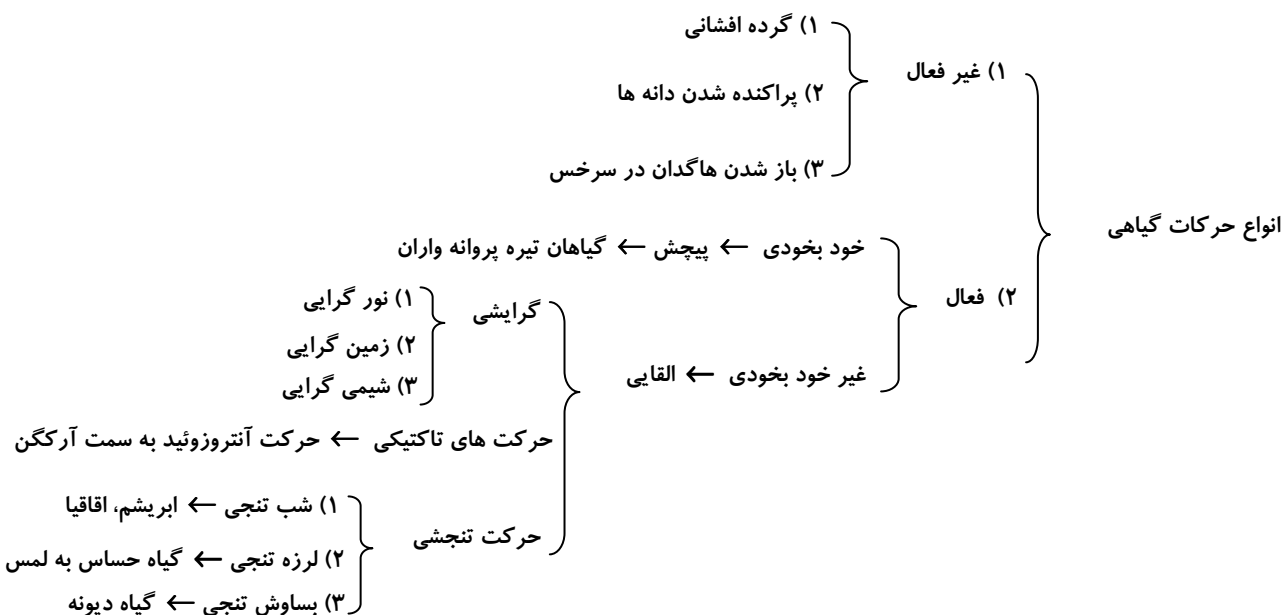 ۱) گرده افشانی
۱) غیر فعال
۲) پراکنده شدن دانه ها
۳) باز شدن هاگدان در سرخس
انواع حرکات گیاهی
خود بخودی ← پیچش ← گیاهان تیره پروانه واران
۲) فعال
گرایشی
۱) نور گرایی
۲) زمین گرایی
۳) شیمی گرایی
غیر خود بخودی ← القایی
حرکت های تاکتیکی ← حرکت آنتروزوئید به سمت آرکگن
۱) شب تنجی ← ابریشم، اقاقیا
حرکت تنجشی
۲) لرزه تنجی ← گیاه حساس به لمس
۳) بساوش تنجی ← گیاه دیونه